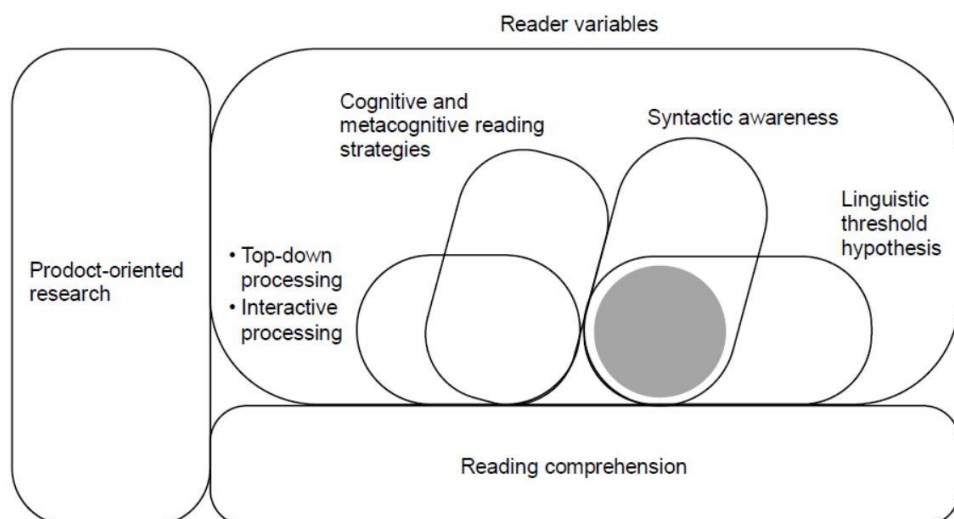 Reader variables
Cognitive and
metacognitive reading
strategies
Syntactic awareness
Linguistic
threshold
hypothesis
• Top-down
processing
• Interactive
processing
Prodoct-oriented
research
Reading comprehension